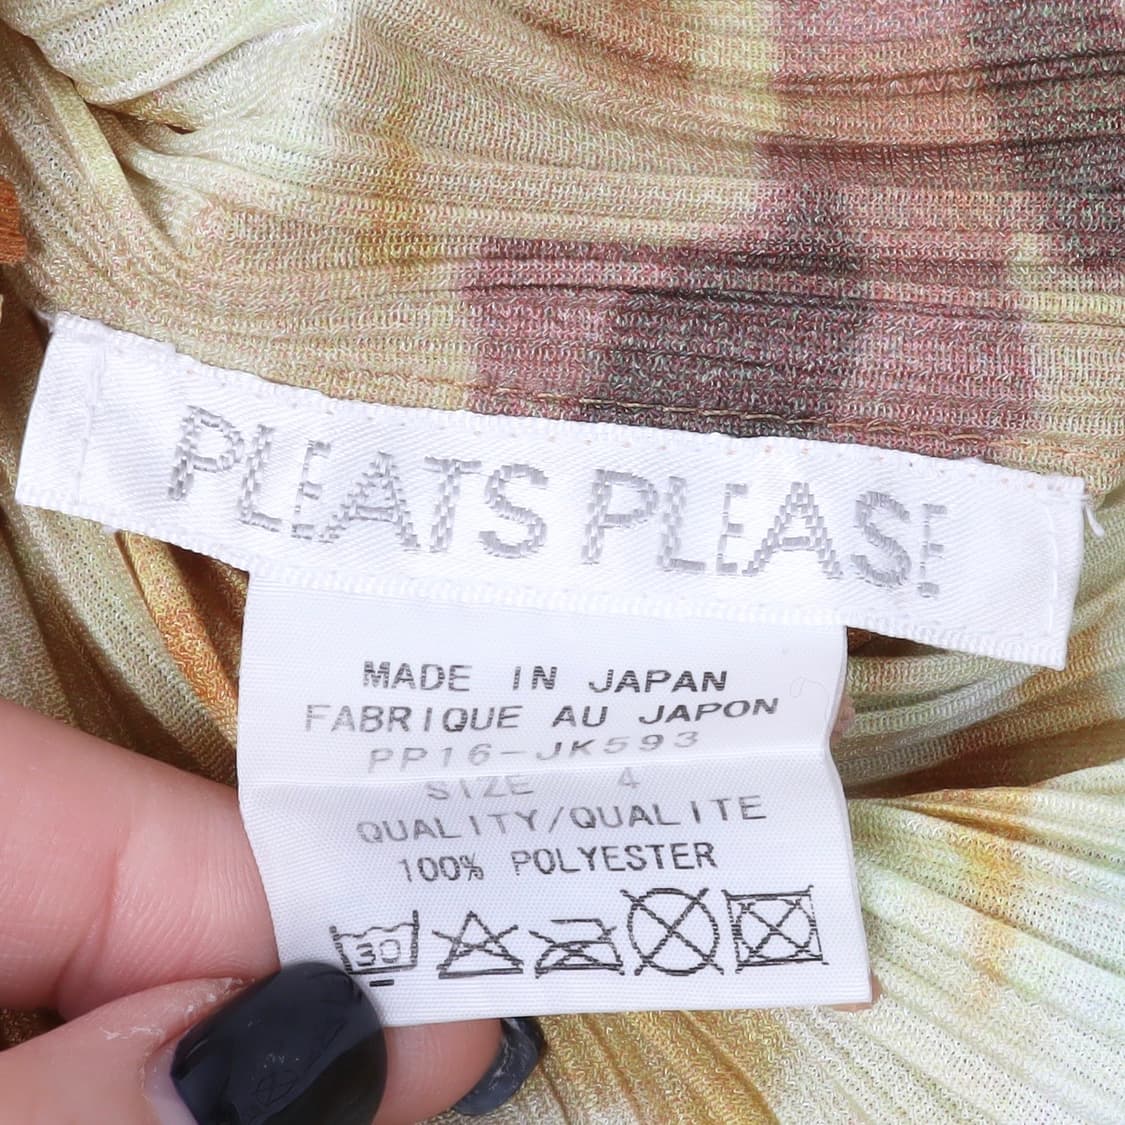 PLEATS PLEASE
MADE IN JAPAN
FABRIQUE AU JAPON
PP16-JK593
SIZE 4
QUALITY/QUALITE
100% POLYESTER
30